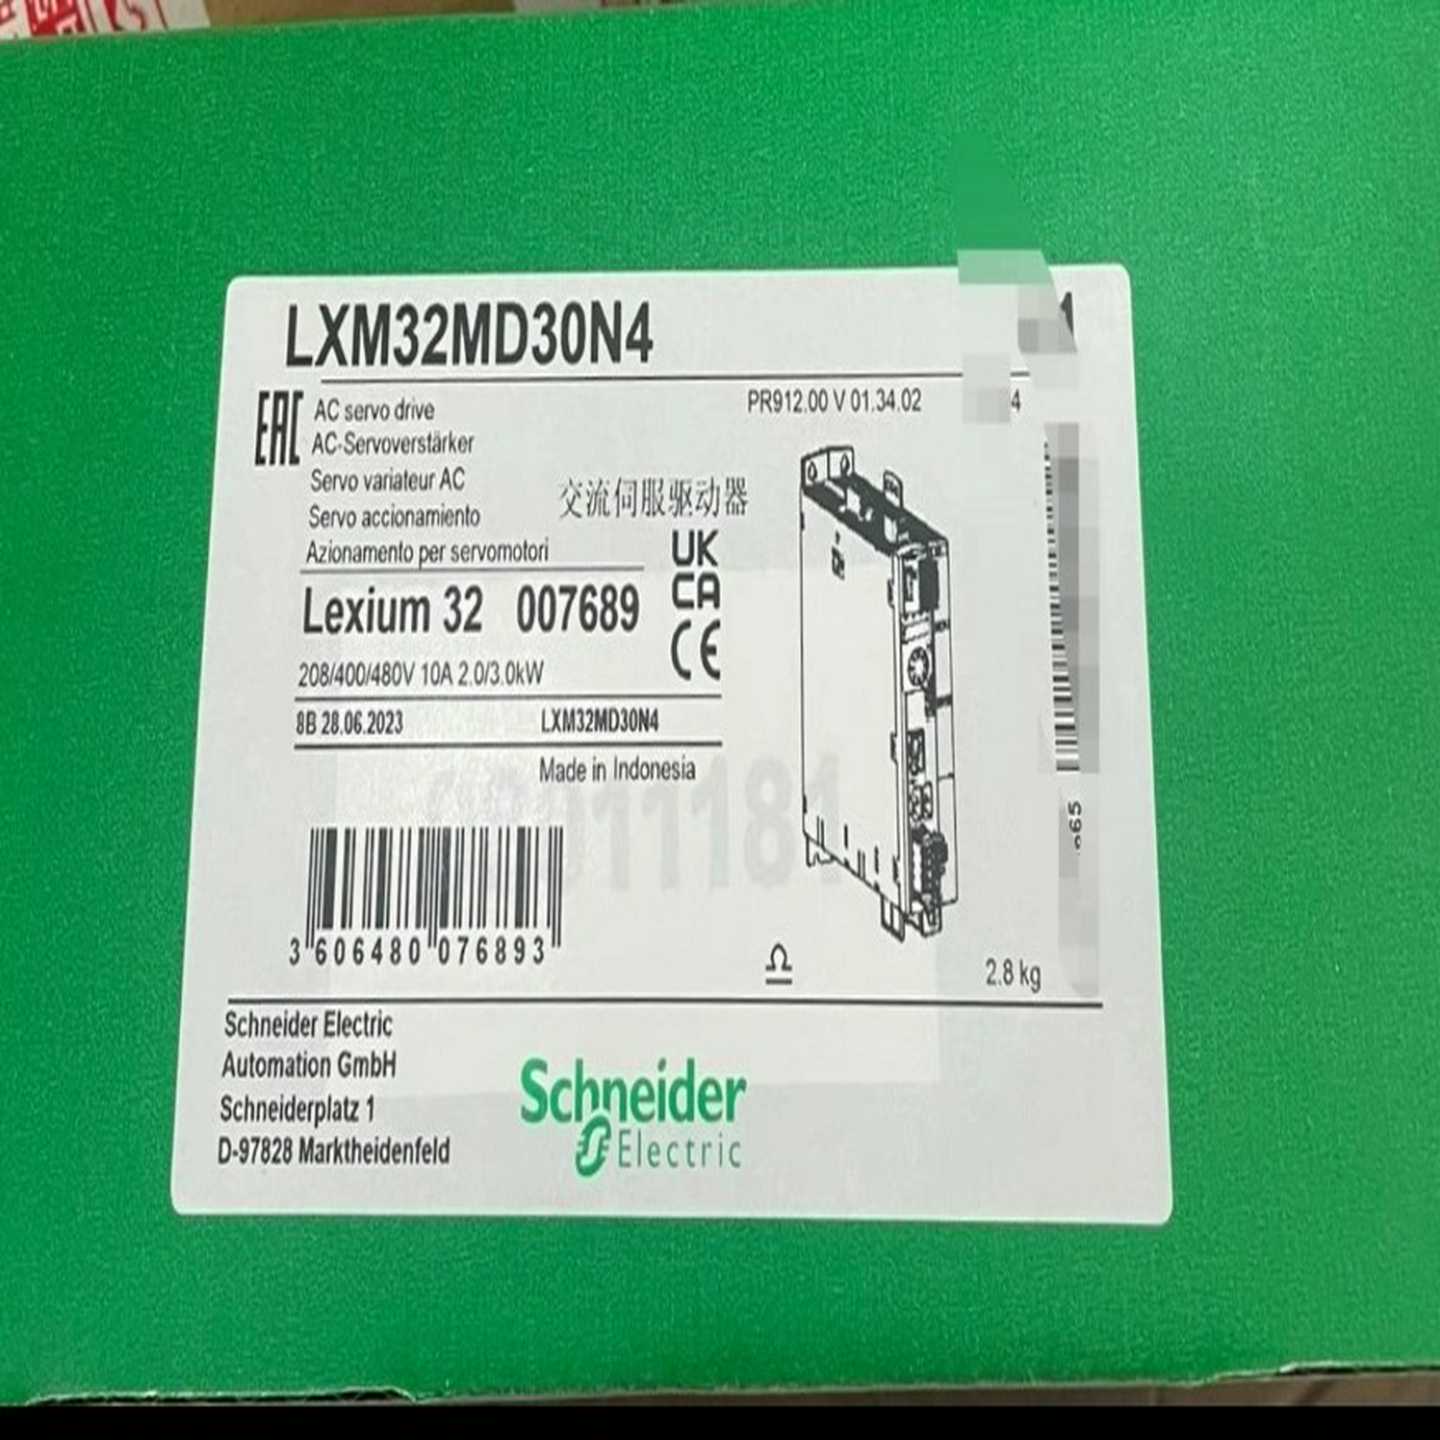 LXM32MD30N4
EAC
AC servo drive
PR912.00 V 01.34.02
4
AC-Servoverstärker
Servo variateur AC
交流伺服驱动器
Servo accionamiento
Azionamento per servomotori
UK
CA
CE
Lexium 32 007689
208/400/480V 10A 2.0/3.0kW
8B 28.06.2023 LXM32MD30N4
Made in Indonesia
3 606480 076893
2.8 kg
Schneider Electric
Automation GmbH
Schneiderplatz 1
D-97828 Marktheidenfeld
Schneider
Electric